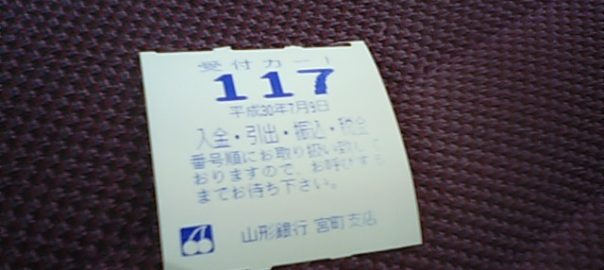 受付カード
117
平成30年7月9日
入金・引出・振込・税金
番号順にお取り扱い致して
おりますので、お呼びする
までお待ち下さい。
山形銀行 宮町支店